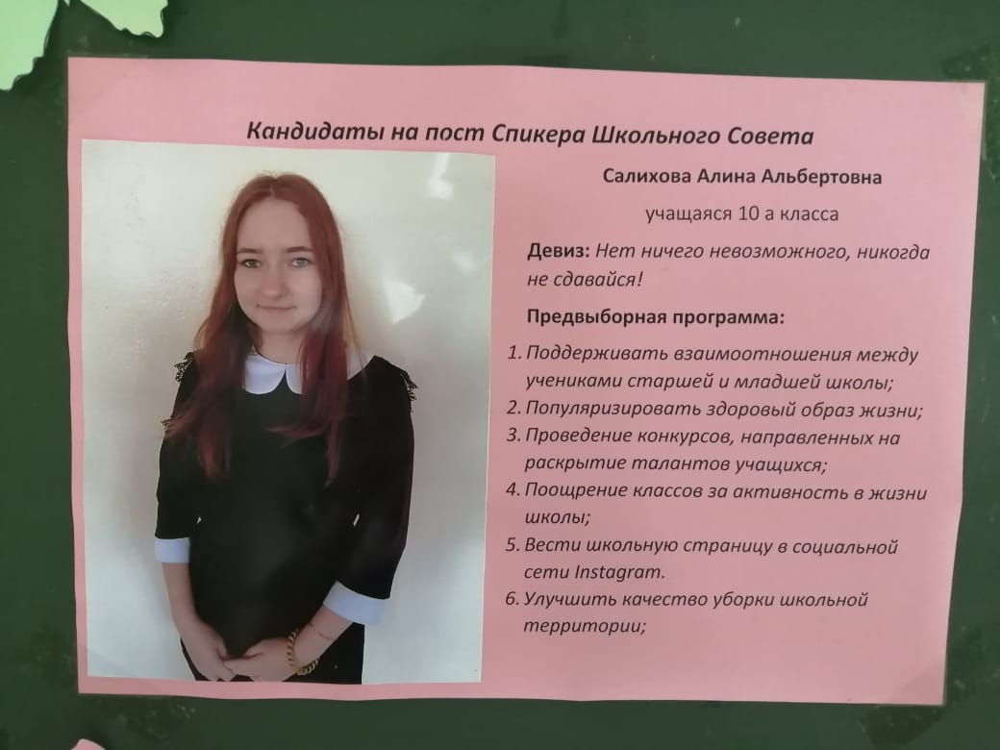 Кандидаты на пост Спикера Школьного Совета
Салихова Алина Альбертовна
учащаяся 10 а класса
Девиз: Нет ничего невозможного, никогда
не сдавайся!
Предвыборная программа:
1. Поддерживать взаимоотношения между
учениками старшей и младшей школы;
2. Популяризировать здоровый образ жизни;
3. Проведение конкурсов, направленных на
раскрытие талантов учащихся;
4. Поощрение классов за активность в жизни
школы;
5. Вести школьную страницу в социальной
сети Instagram.
6. Улучшить качество уборки школьной
территории;